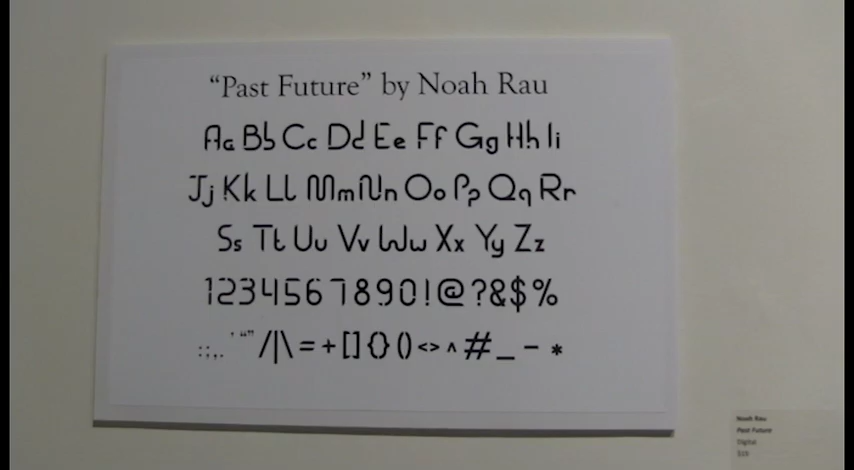 “Past Future” by Noah Rau
Aa Bb Cc Dd Ee Ff Gg Hh Ii
Jj Kk Ll Mm Nn Oo Pp Qq Rr
Ss Tt Uu Vv Ww Xx Yy Zz
1234567890!@?&$%
:;,. ' “” /|\ = + [] {} () <> ^ # _ - *
Noah Rau
Past Future
Digital